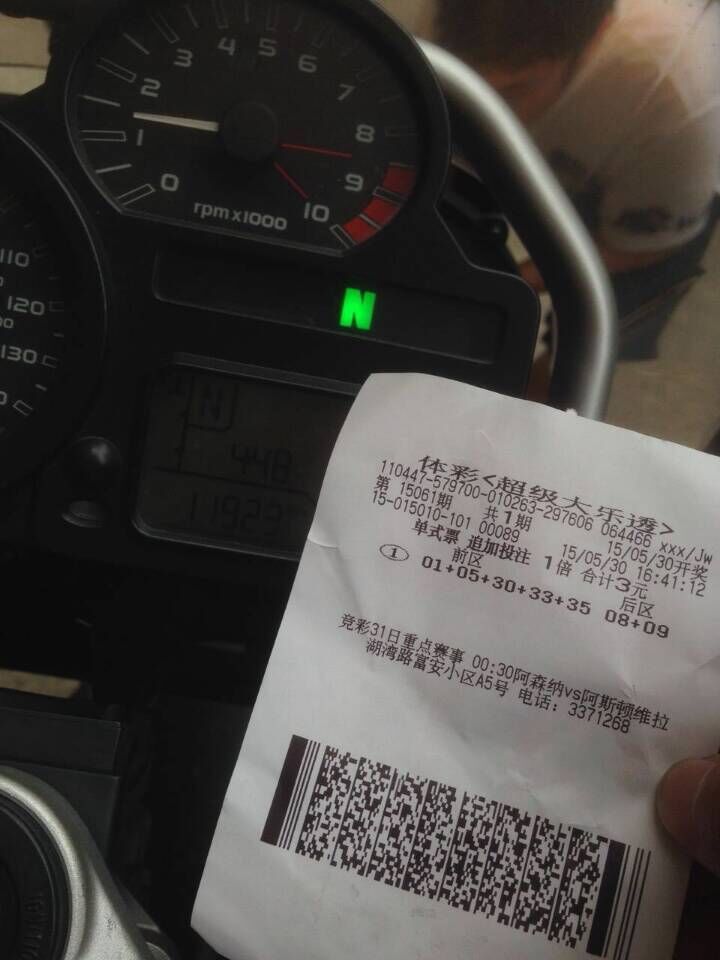 0 1 2 3 4 5 6 7 8 9 10
rpm x1000
110
120
130
N
N
448
体彩<超级大乐透>
110447-579700-010263-297606 064466 xxx/Jw
第 15061期 共1期 15/05/30开奖
15-015010-101 00089 15/05/30 16:41:12
单式票 追加投注 1倍 合计3元
前区 后区
① 01+05+30+33+35 08+09
竞彩31日重点赛事 00:30阿森纳vs阿斯顿维拉
湖湾路富安小区A5号 电话: 3371268